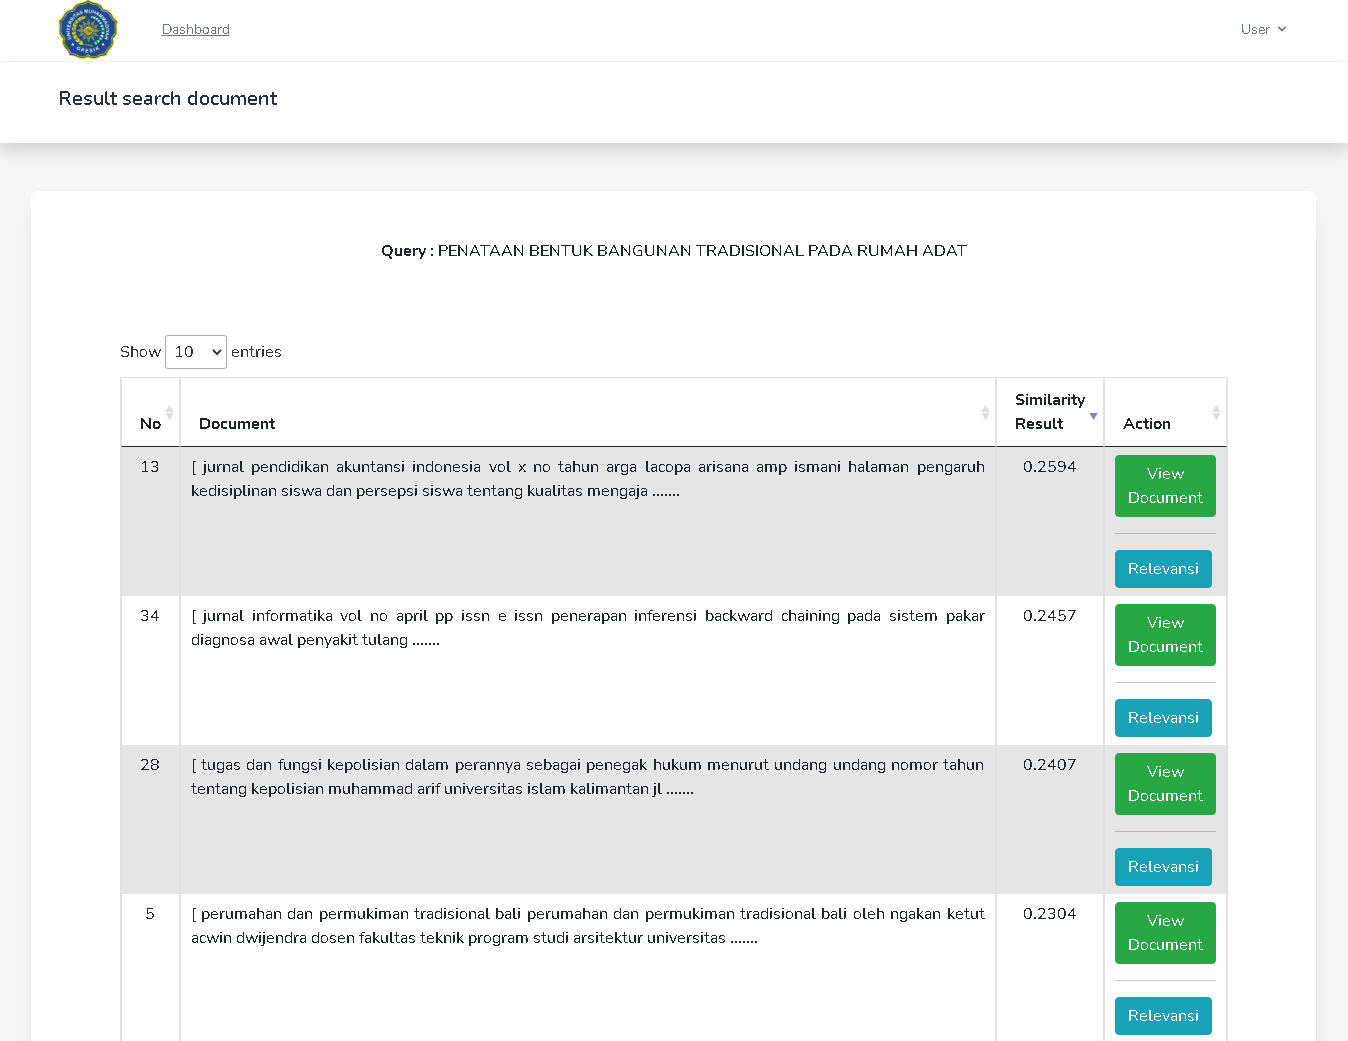 Dashboard
User
Result search document
Query : PENATAAN BENTUK BANGUNAN TRADISIONAL PADA RUMAH ADAT
Show 10 entries
No Document Similarity Result Action
13 [ jurnal pendidikan akuntansi indonesia vol x no tahun arga lacopa arisana amp ismani halaman pengaruh 0.2594 View
kedisiplinan siswa dan persepsi siswa tentang kualitas mengaja ....... Document
Relevansi
34 [ jurnal informatika vol no april pp issn e issn penerapan inferensi backward chaining pada sistem pakar 0.2457 View
diagnosa awal penyakit tulang ....... Document
Relevansi
28 [ tugas dan fungsi kepolisian dalam perannya sebagai penegak hukum menurut undang undang nomor tahun 0.2407 View
tentang kepolisian muhammad arif universitas islam kalimantan jl ....... Document
Relevansi
5 [ perumahan dan permukiman tradisional bali perumahan dan permukiman tradisional bali oleh ngakan ketut 0.2304 View
acwin dwijendra dosen fakultas teknik program studi arsitektur universitas ....... Document
Relevansi